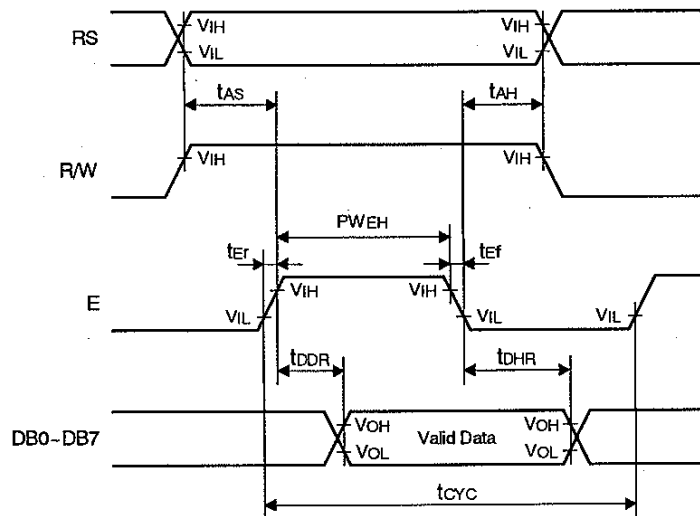 RS VIH VIH
VIL VIL
tAS tAH
R/W VIH VIH
PWEH
tEr tEf
E VIH VIH
VIL VIL VIL
tDDR tDHR
DB0~DB7 VOH Valid Data VOH
VOL VOL
tCYC